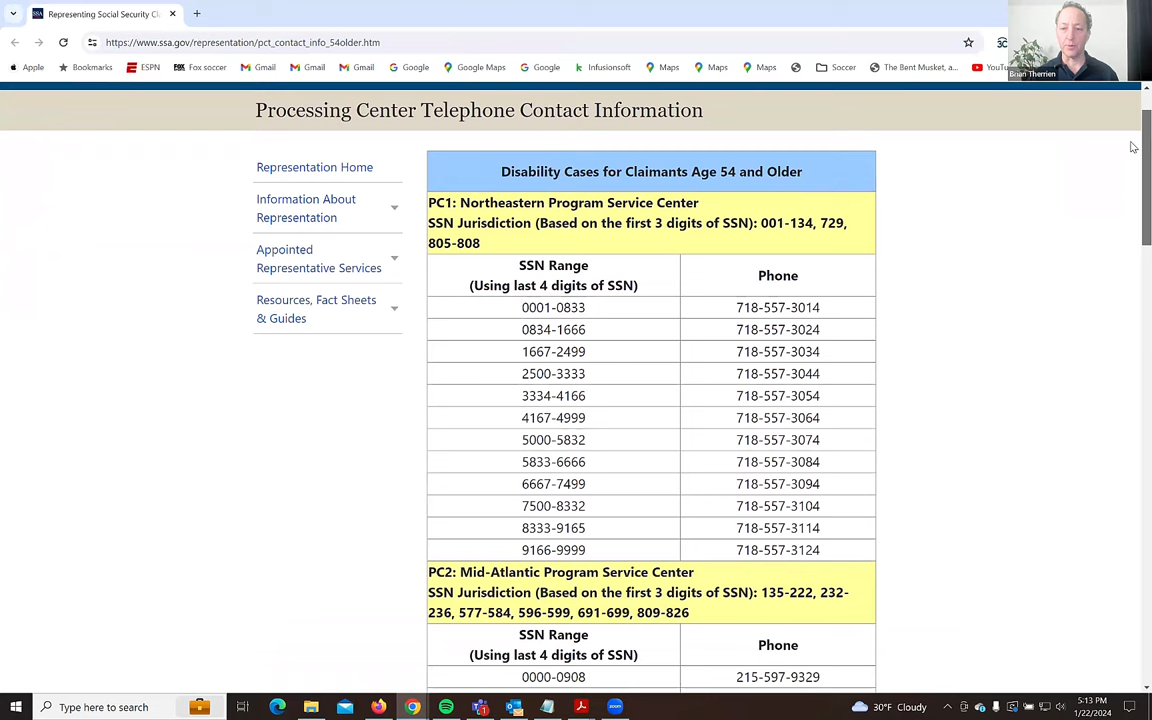 Representing Social Security Cl
https://www.ssa.gov/representation/pct_contact_info_54older.htm
Apple
Bookmarks
ESPN
Fox soccer
Gmail
Gmail
Gmail
Google
Google Maps
Google
Infusionsoft
Maps
Maps
Maps
Soccer
The Bent Musket, a...
YouTu
Brian Therrien
Processing Center Telephone Contact Information
Representation Home
Information About
Representation
Appointed
Representative Services
Resources, Fact Sheets
& Guides
Disability Cases for Claimants Age 54 and Older
PC1: Northeastern Program Service Center
SSN Jurisdiction (Based on the first 3 digits of SSN): 001-134, 729,
805-808
SSN Range
(Using last 4 digits of SSN)
Phone
0001-0833 718-557-3014
0834-1666 718-557-3024
1667-2499 718-557-3034
2500-3333 718-557-3044
3334-4166 718-557-3054
4167-4999 718-557-3064
5000-5832 718-557-3074
5833-6666 718-557-3084
6667-7499 718-557-3094
7500-8332 718-557-3104
8333-9165 718-557-3114
9166-9999 718-557-3124
PC2: Mid-Atlantic Program Service Center
SSN Jurisdiction (Based on the first 3 digits of SSN): 135-222, 232-
236, 577-584, 596-599, 691-699, 809-826
SSN Range
(Using last 4 digits of SSN)
Phone
0000-0908 215-597-9329
Type here to search
30°F Cloudy
5:13 PM
1/22/2024